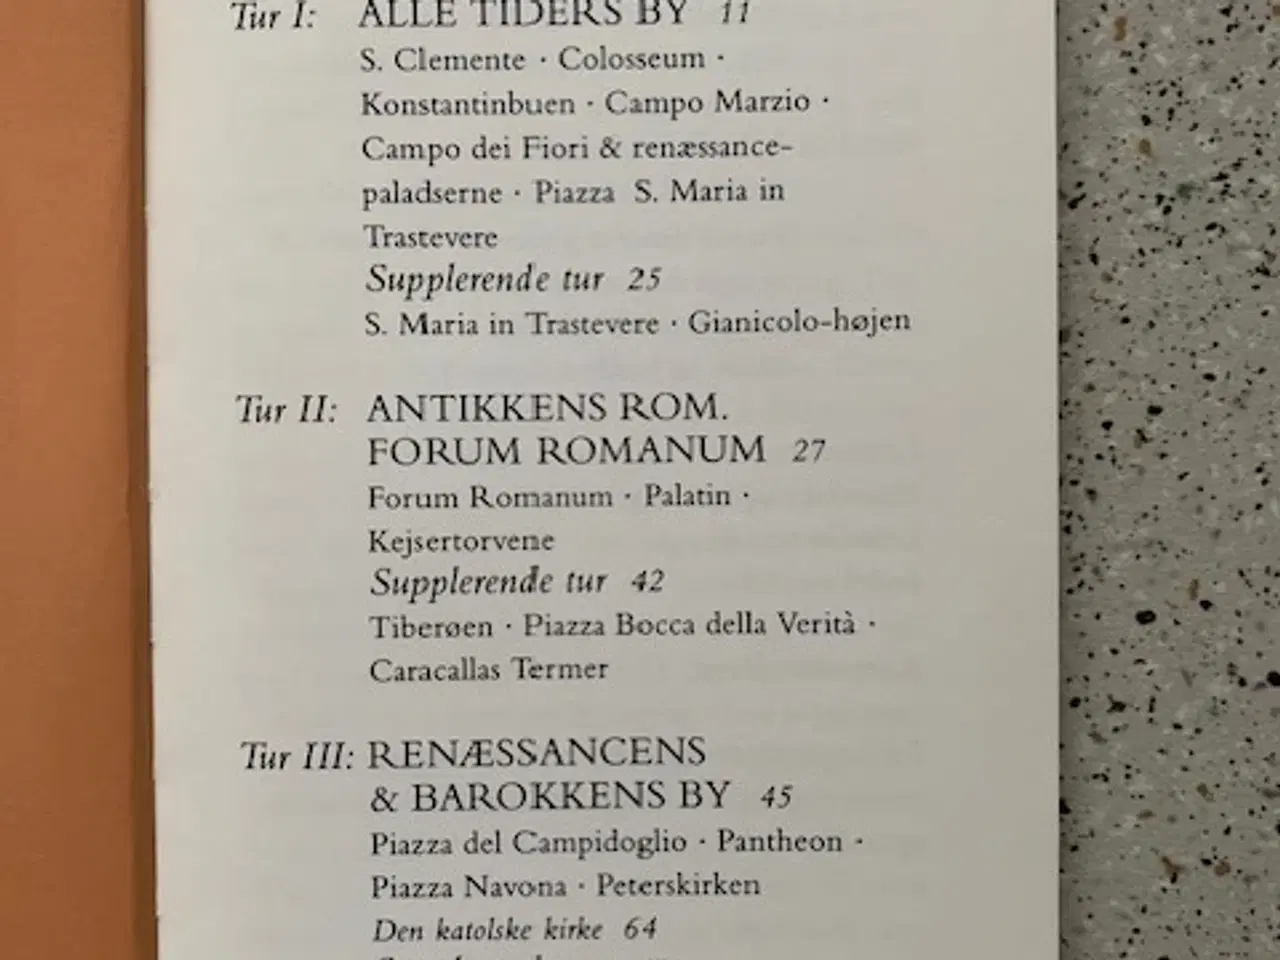 Tur I: ALLE TIDERS BY 11
S. Clemente · Colosseum ·
Konstantinbuen · Campo Marzio ·
Campo dei Fiori & renæssance-
paladserne · Piazza S. Maria in
Trastevere
Supplerende tur 25
S. Maria in Trastevere · Gianicolo-højen
Tur II: ANTIKKENS ROM.
FORUM ROMANUM 27
Forum Romanum · Palatin ·
Kejsertorvene
Supplerende tur 42
Tiberøen · Piazza Bocca della Verità ·
Caracallas Termer
Tur III: RENÆSSANCENS
& BAROKKENS BY 45
Piazza del Campidoglio · Pantheon ·
Piazza Navona · Peterskirken
Den katolske kirke 64